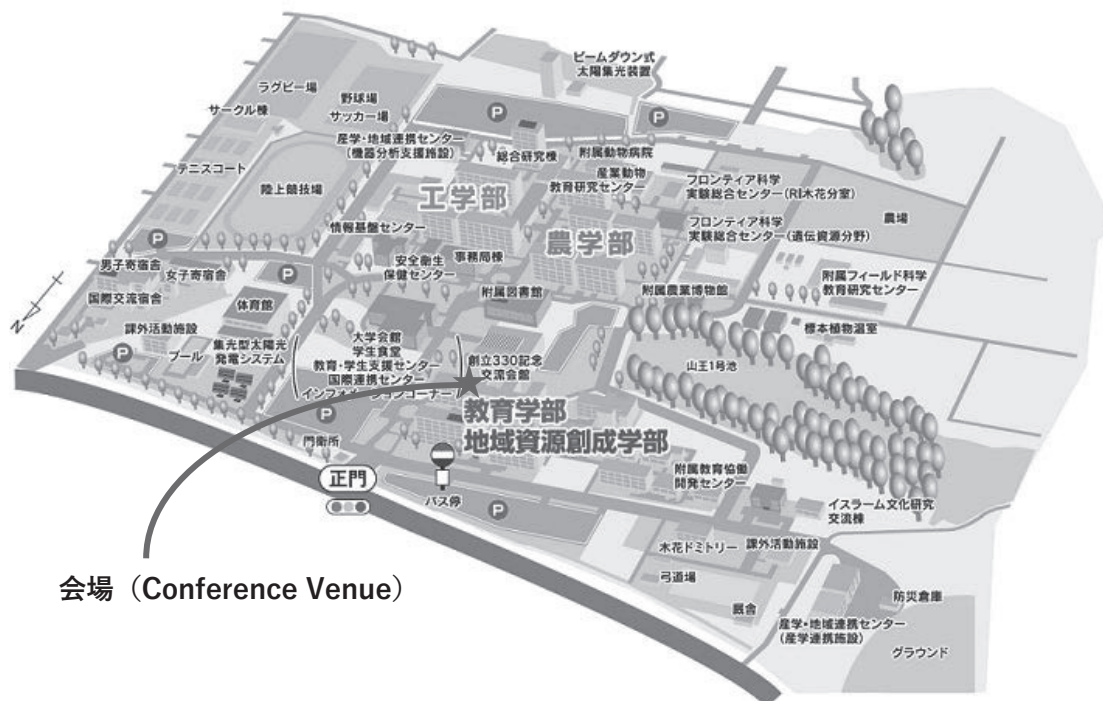 ビームダウン式
太陽集光装置
ラグビー場
野球場
サッカー場
サークル棟
P
P
産学・地域連携センター
(機器分析支援施設)
総合研究棟
附属動物病院
産業動物
教育研究センター
テニスコート
陸上競技場
工学部
フロンティア科学
実験総合センター(RI木花分室)
農場
情報基盤センター
農学部
フロンティア科学
実験総合センター(遺伝資源分野)
P
男子寄宿舎
女子寄宿舎
P
安全衛生
保健センター
事務局棟
附属フィールド科学
教育研究センター
国際交流宿舎
体育館
附属図書館
附属農業博物館
N
課外活動施設
標本植物温室
P
プール
集光型太陽光
発電システム
大学会館
学生食堂
教育・学生支援センター
国際連携センター
インフォメーションコーナー
創立330記念
交流会館
山王1号池
P
教育学部
地域資源創成学部
門衛所
正門
バス停
P
附属教育協働
開発センター
イスラーム文化研究
交流棟
木花ドミトリー
課外活動施設
会場（Conference Venue）
弓道場
厩舎
防災倉庫
産学・地域連携センター
(産学連携施設)
グラウンド